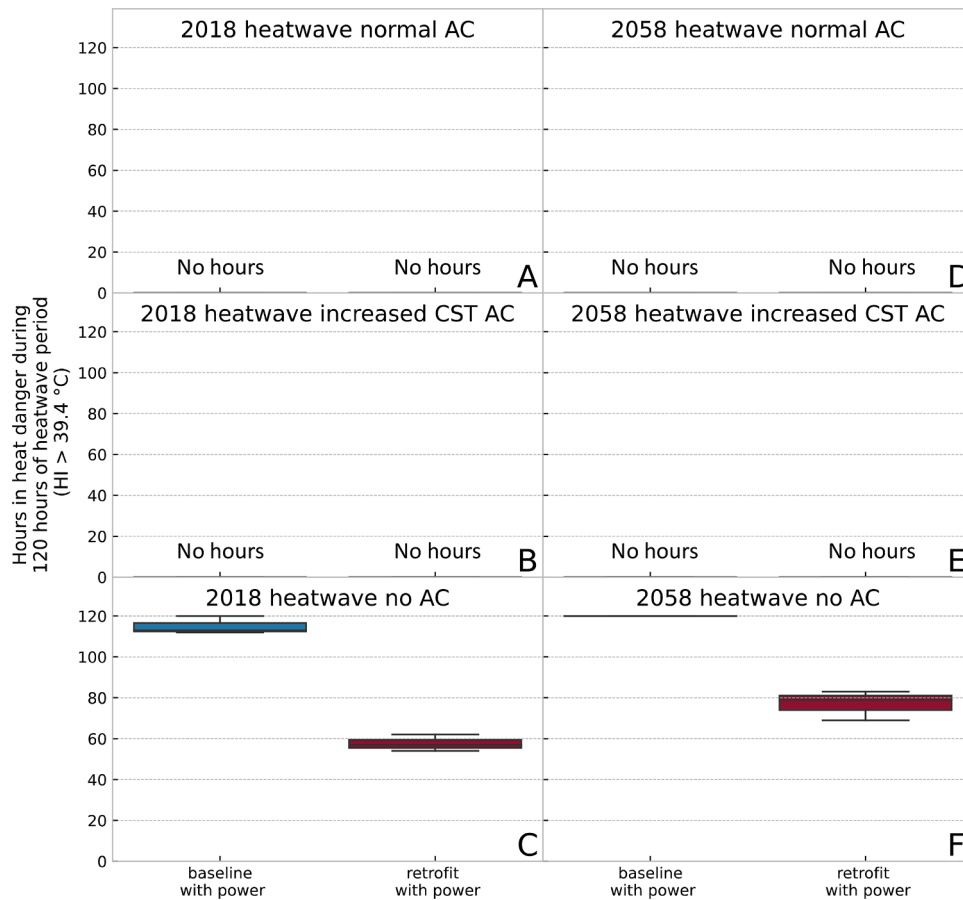 2018 heatwave normal AC
120
100
80
60
40
20
0
No hours
No hours
A
2058 heatwave normal AC
No hours
No hours
D
Hours in heat danger during
120 hours of heatwave period
(HI > 39.4 °C)
2018 heatwave increased CST AC
120
100
80
60
40
20
0
No hours
No hours
B
2058 heatwave increased CST AC
No hours
No hours
E
2018 heatwave no AC
120
100
80
60
40
20
0
C
baseline
with power
retrofit
with power
2058 heatwave no AC
F
baseline
with power
retrofit
with power